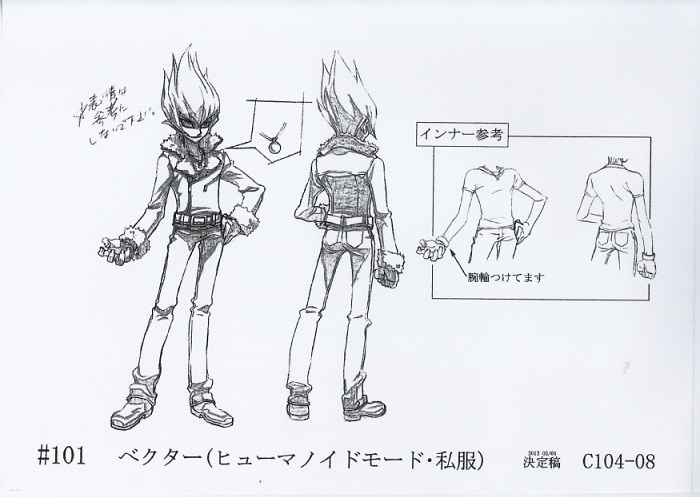 ※表情は
参考に
しないで下さい。
インナー参考
腕輪つけてます
#101 ベクター(ヒューマノイドモード・私服) 2013 03/04 決定稿 C104-08